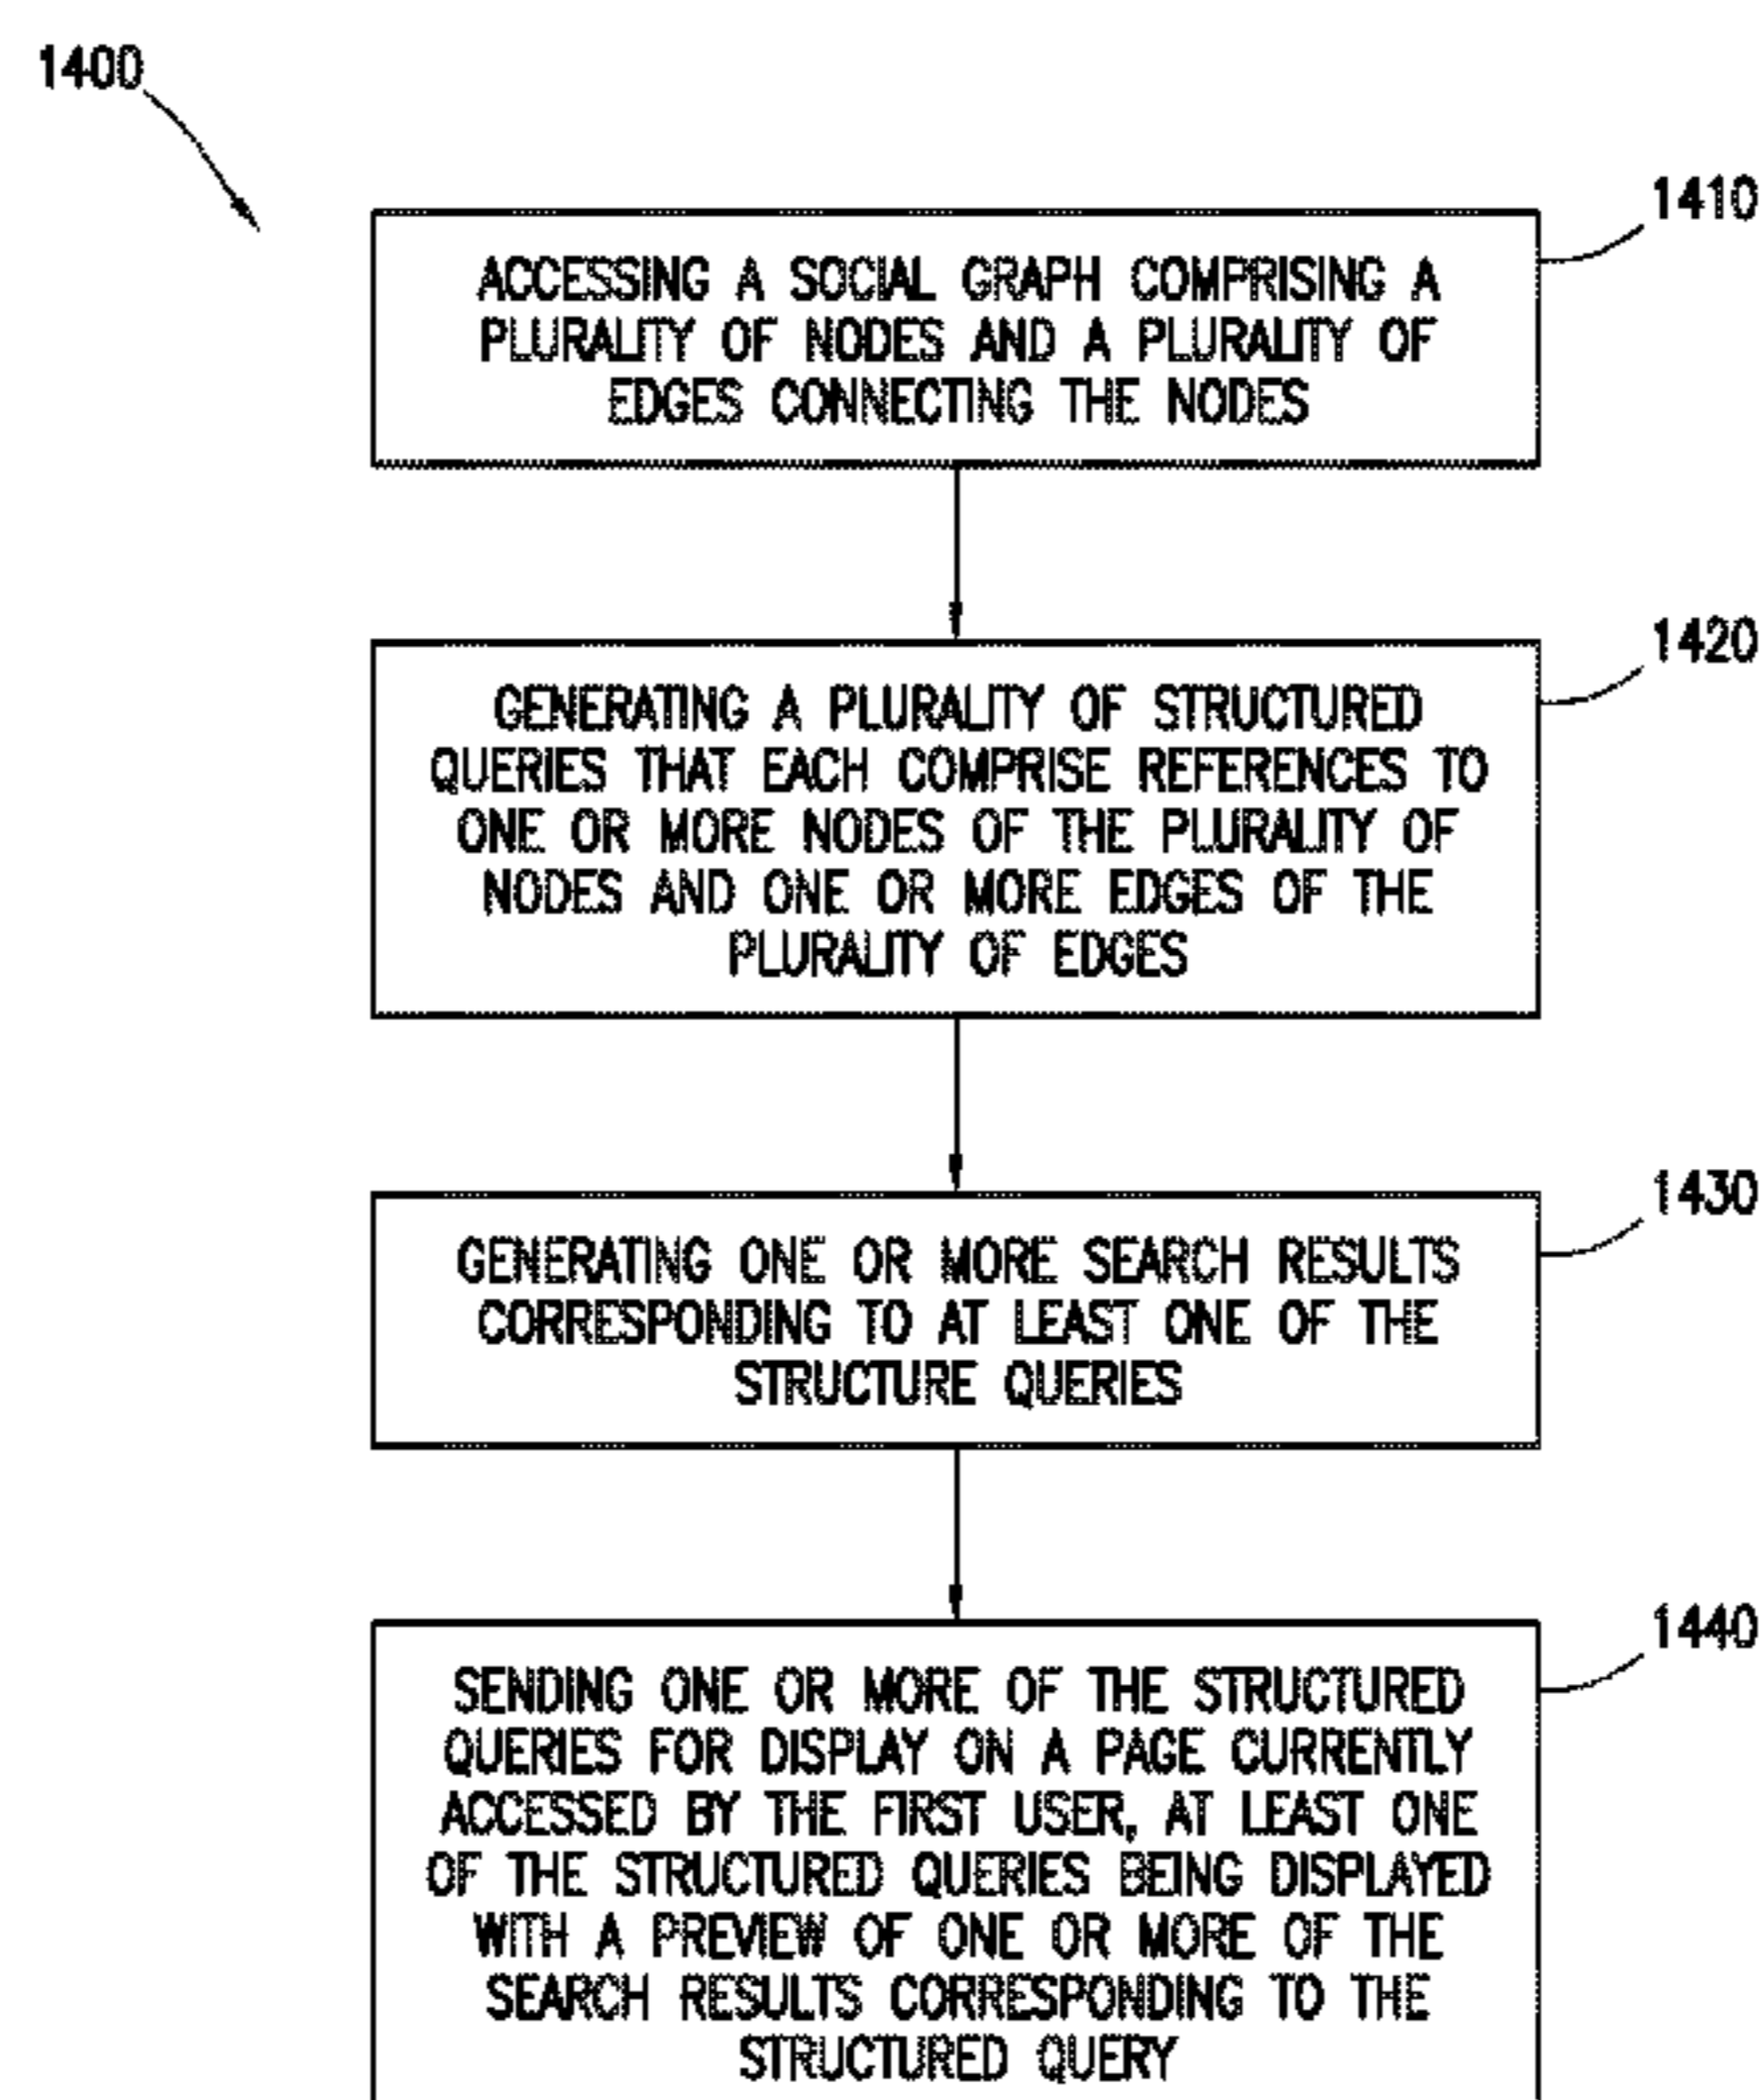 1400
1410
ACCESSING A SOCIAL GRAPH COMPRISING A
PLURALITY OF NODES AND A PLURALITY OF
EDGES CONNECTING THE NODES
1420
GENERATING A PLURALITY OF STRUCTURED
QUERIES THAT EACH COMPRISE REFERENCES TO
ONE OR MORE NODES OF THE PLURALITY OF
NODES AND ONE OR MORE EDGES OF THE
PLURALITY OF EDGES
1430
GENERATING ONE OR MORE SEARCH RESULTS
CORRESPONDING TO AT LEAST ONE OF THE
STRUCTURE QUERIES
1440
SENDING ONE OR MORE OF THE STRUCTURED
QUERIES FOR DISPLAY ON A PAGE CURRENTLY
ACCESSED BY THE FIRST USER, AT LEAST ONE
OF THE STRUCTURED QUERIES BEING DISPLAYED
WITH A PREVIEW OF ONE OR MORE OF THE
SEARCH RESULTS CORRESPONDING TO THE
STRUCTURED QUERY